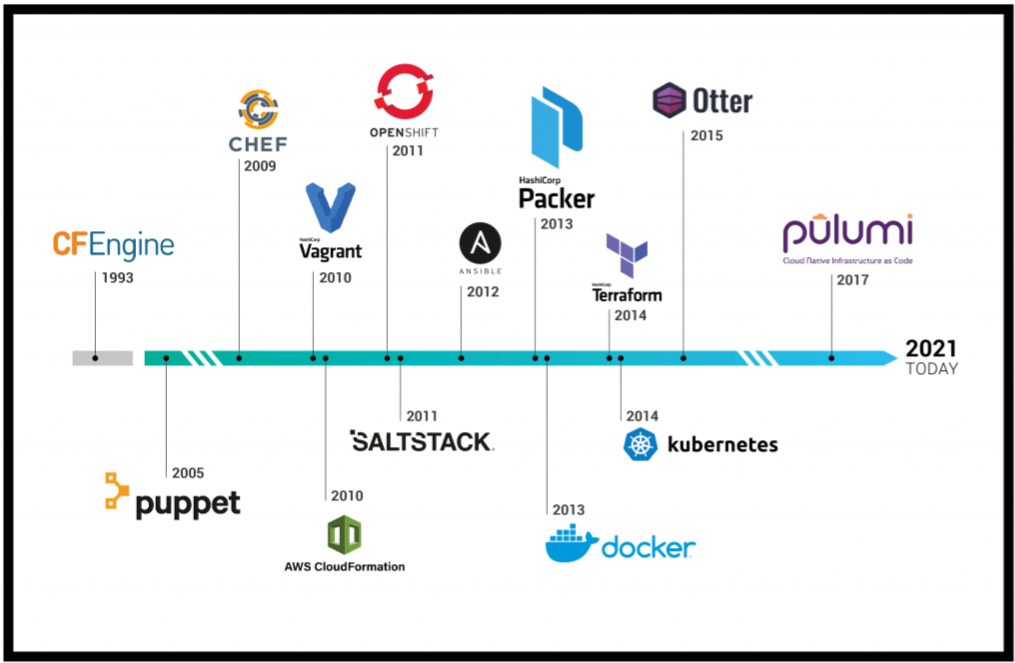 CFEngine
1993
puppet
2005
CHEF
2009
HashiCorp
Vagrant
2010
2010
AWS CloudFormation
OPENSHIFT
2011
2011
SALTSTACK.
ANSIBLE
2012
HashiCorp
Packer
2013
2013
docker
HashiCorp
Terraform
2014
2014
kubernetes
Otter
2015
pulumi
Cloud Native Infrastructure as Code
2017
2021
TODAY